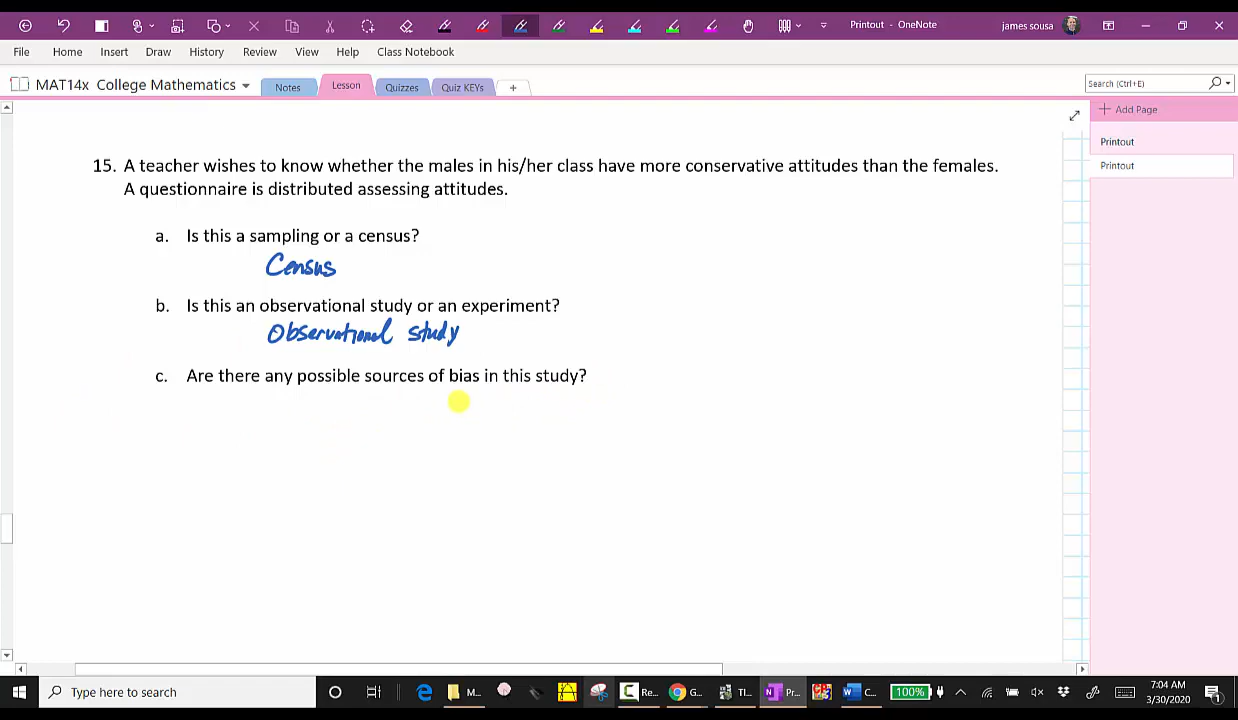 Printout - OneNote
james sousa
File Home Insert Draw History Review View Help Class Notebook
MAT14x College Mathematics Notes Lesson Quizzes Quiz KEYs +
Search (Ctrl+E)
Add Page
Printout
Printout
15. A teacher wishes to know whether the males in his/her class have more conservative attitudes than the females.
A questionnaire is distributed assessing attitudes.
a. Is this a sampling or a census?
Census
b. Is this an observational study or an experiment?
Observational study
c. Are there any possible sources of bias in this study?
Type here to search
M... Re... G... TI... Pr... C... 100%
7:04 AM
3/30/2020
1